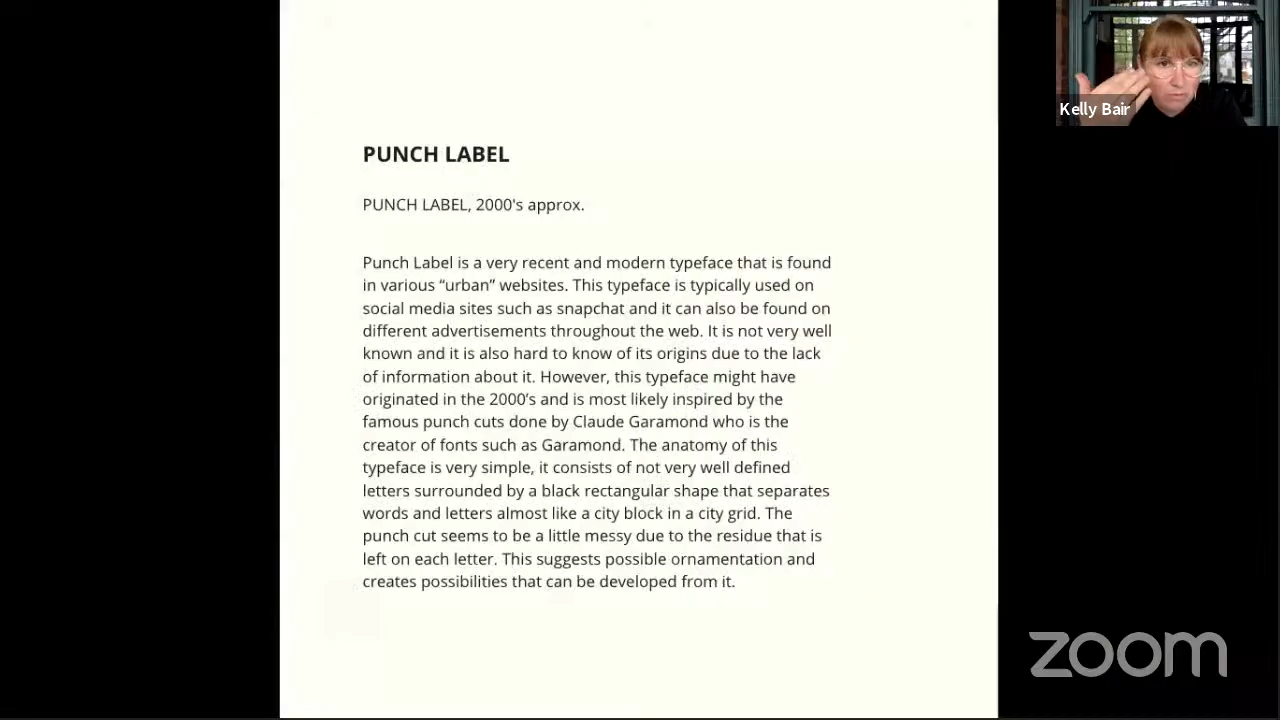 Kelly Bair
PUNCH LABEL
PUNCH LABEL, 2000's approx.
Punch Label is a very recent and modern typeface that is found
in various “urban” websites. This typeface is typically used on
social media sites such as snapchat and it can also be found on
different advertisements throughout the web. It is not very well
known and it is also hard to know of its origins due to the lack
of information about it. However, this typeface might have
originated in the 2000’s and is most likely inspired by the
famous punch cuts done by Claude Garamond who is the
creator of fonts such as Garamond. The anatomy of this
typeface is very simple, it consists of not very well defined
letters surrounded by a black rectangular shape that separates
words and letters almost like a city block in a city grid. The
punch cut seems to be a little messy due to the residue that is
left on each letter. This suggests possible ornamentation and
creates possibilities that can be developed from it.
zoom